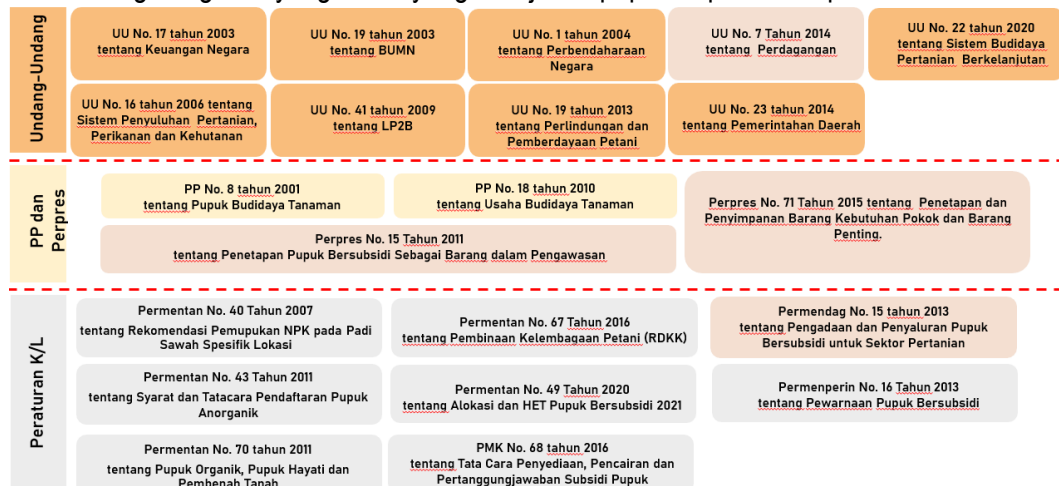 Undang-Undang
UU No. 17 tahun 2003
tentang Keuangan Negara
UU No. 19 tahun 2003
tentang BUMN
UU No. 1 tahun 2004
tentang Perbendaharaan
Negara
UU No. 7 Tahun 2014
tentang Perdagangan
UU No. 22 tahun 2020
tentang Sistem Budidaya
Pertanian Berkelanjutan
UU No. 16 tahun 2006 tentang
Sistem Penyuluhan Pertanian,
Perikanan dan Kehutanan
UU No. 41 tahun 2009
tentang LP2B
UU No. 19 tahun 2013
tentang Perlindungan dan
Pemberdayaan Petani
UU No. 23 tahun 2014
tentang Pemerintahan Daerah
PP dan
Perpres
PP No. 8 tahun 2001
tentang Pupuk Budidaya Tanaman
PP No. 18 tahun 2010
tentang Usaha Budidaya Tanaman
Perpres No. 71 Tahun 2015 tentang Penetapan dan
Penyimpanan Barang Kebutuhan Pokok dan Barang
Penting.
Perpres No. 15 Tahun 2011
tentang Penetapan Pupuk Bersubsidi Sebagai Barang dalam Pengawasan
Peraturan K/L
Permentan No. 40 Tahun 2007
tentang Rekomendasi Pemupukan NPK pada Padi
Sawah Spesifik Lokasi
Permentan No. 67 Tahun 2016
tentang Pembinaan Kelembagaan Petani (RDKK)
Permendag No. 15 tahun 2013
tentang Pengadaan dan Penyaluran Pupuk
Bersubsidi untuk Sektor Pertanian
Permentan No. 43 Tahun 2011
tentang Syarat dan Tatacara Pendaftaran Pupuk
Anorganik
Permentan No. 49 Tahun 2020
tentang Alokasi dan HET Pupuk Bersubsidi 2021
Permenperin No. 16 Tahun 2013
tentang Pewarnaan Pupuk Bersubsidi
Permentan No. 70 tahun 2011
tentang Pupuk Organik, Pupuk Hayati dan
Pembenah Tanah
PMK No. 68 tahun 2016
tentang Tata Cara Penyediaan, Pencairan dan
Pertanggungjawaban Subsidi Pupuk